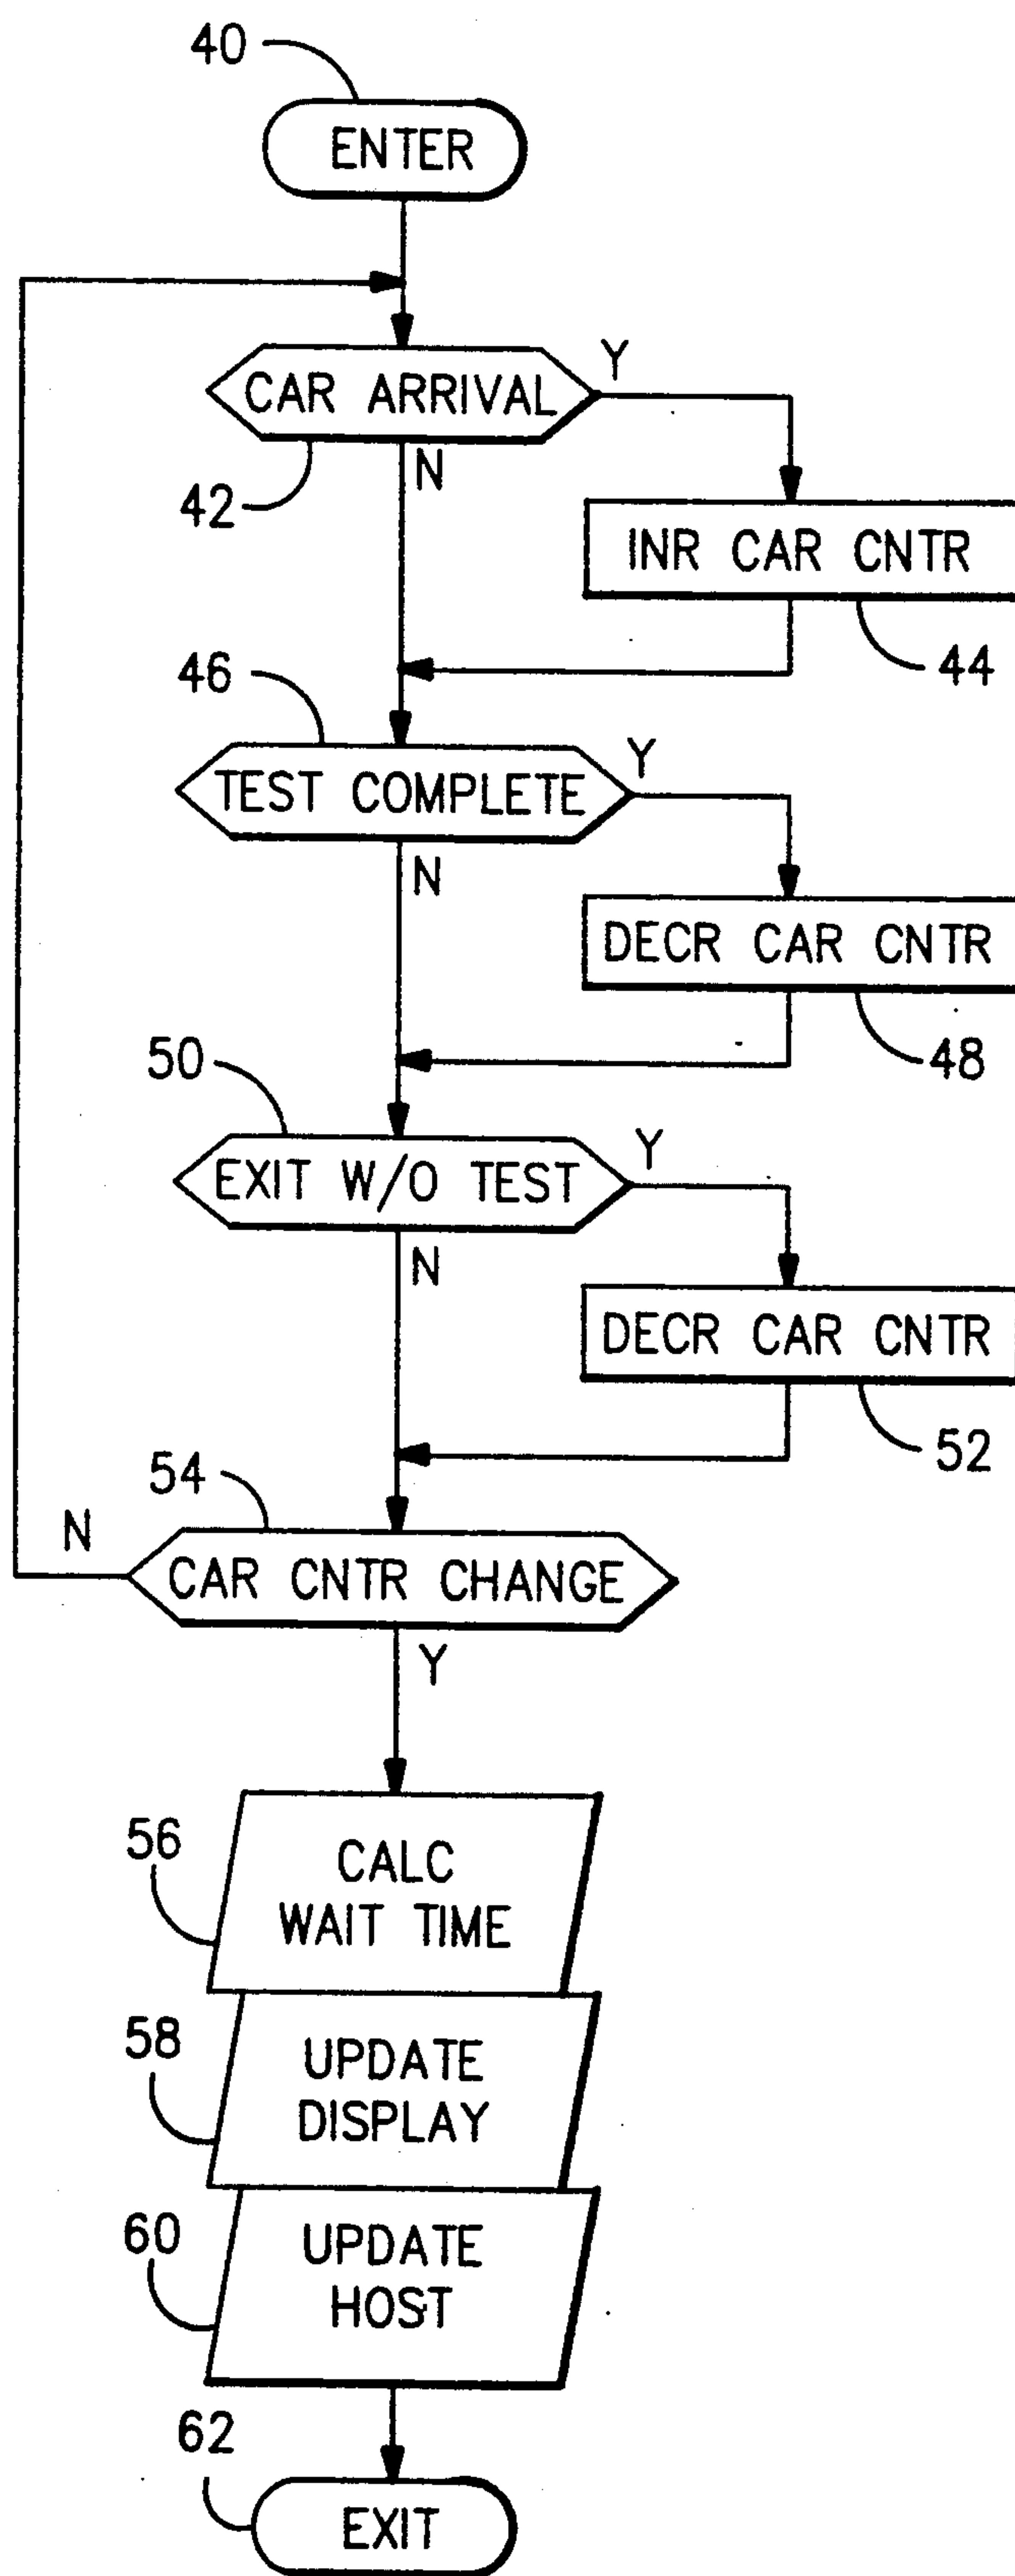 40
ENTER
CAR ARRIVAL
Y
N
42
INR CAR CNTR
44
46
TEST COMPLETE
Y
N
DECR CAR CNTR
48
50
EXIT W/O TEST
Y
N
DECR CAR CNTR
52
54
N
CAR CNTR CHANGE
Y
56
CALC
WAIT TIME
58
UPDATE
DISPLAY
60
UPDATE
HOST
62
EXIT